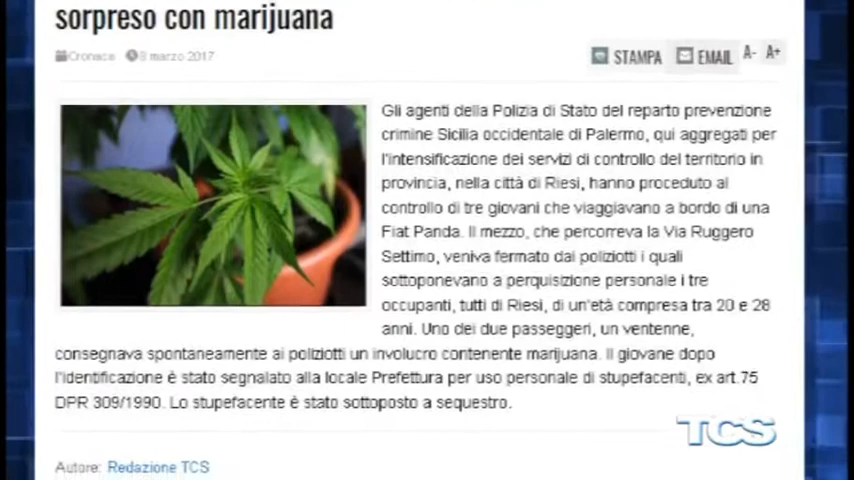 sorpreso con marijuana
Cronaca 8 marzo 2017
STAMPA EMAIL A- A+
Gli agenti della Polizia di Stato del reparto prevenzione
crimine Sicilia occidentale di Palermo, qui aggregati per
l'intensificazione dei servizi di controllo del territorio in
provincia, nella città di Riesi, hanno proceduto al
controllo di tre giovani che viaggiavano a bordo di una
Fiat Panda. Il mezzo, che percorreva la Via Ruggero
Settimo, veniva fermato dai poliziotti i quali
sottoponevano a perquisizione personale i tre
occupanti, tutti di Riesi, di un'età compresa tra 20 e 28
anni. Uno dei due passeggeri, un ventenne,
consegnava spontaneamente ai poliziotti un involucro contenente marijuana. Il giovane dopo
l'identificazione è stato segnalato alla locale Prefettura per uso personale di stupefacenti, ex art.75
DPR 309/1990. Lo stupefacente è stato sottoposto a sequestro.
TCS
Autore: Redazione TCS